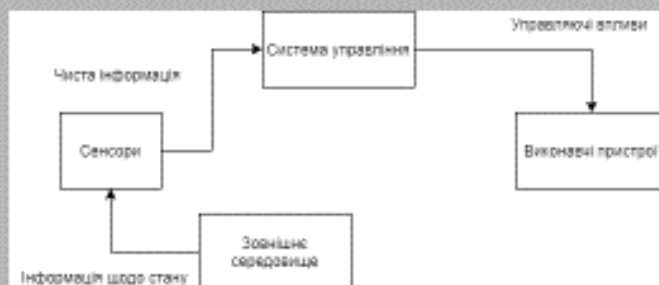 Управляючі впливи
Система управління
Чиста інформація
Сенсори
Виконавчі пристрої
Зовнішнє
середовище
Інформація щодо стану